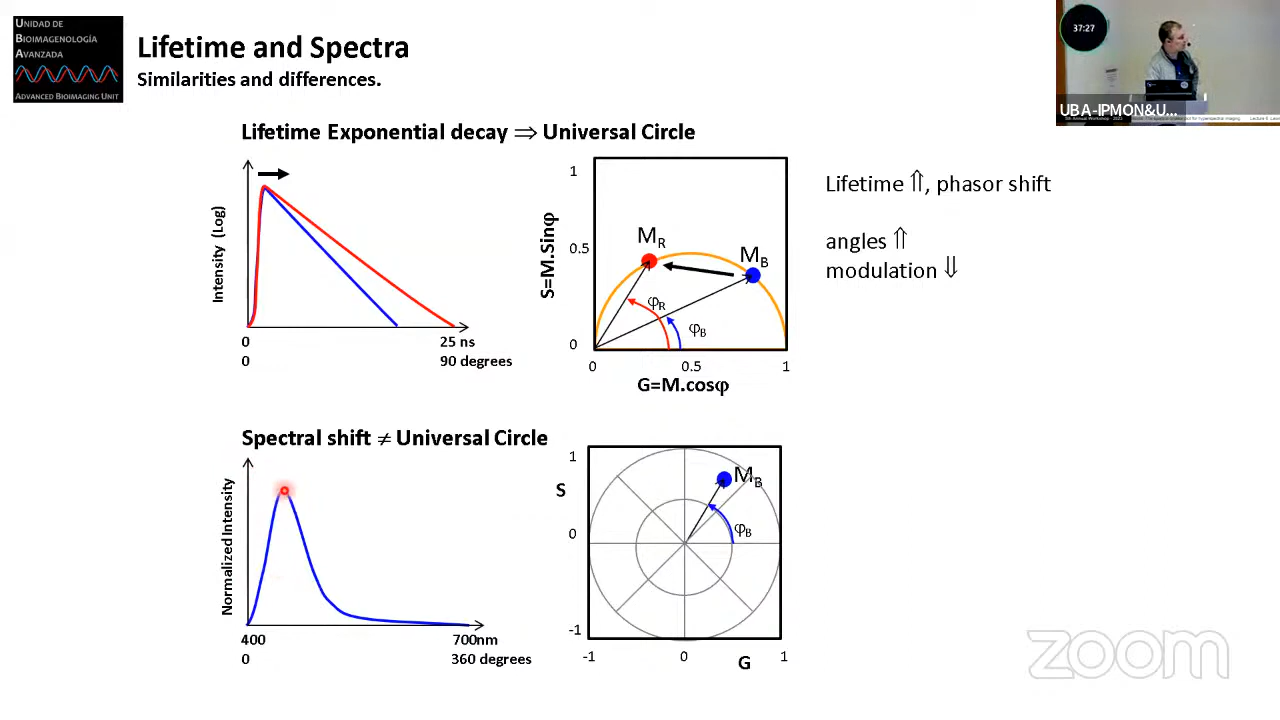 UNIDAD DE
BIOIMAGENOLOGÍA
AVANZADA
ADVANCED BIOIMAGING UNIT
Lifetime and Spectra
Similarities and differences.
37:27
UBA-IPMON&U...
Lifetime Exponential decay ⇒ Universal Circle
Intensity (Log)
0
25 ns
0
90 degrees
S=M.Sinφ
1
0.5
0
M_R
M_B
φ_R
φ_B
0
0.5
1
G=M.cosφ
Lifetime ⇑, phasor shift
angles ⇑
modulation ⇓
Spectral shift ≠ Universal Circle
Normalized Intensity
400
700nm
0
360 degrees
S
1
0
-1
M_B
φ_B
-1
0
1
G
zoom